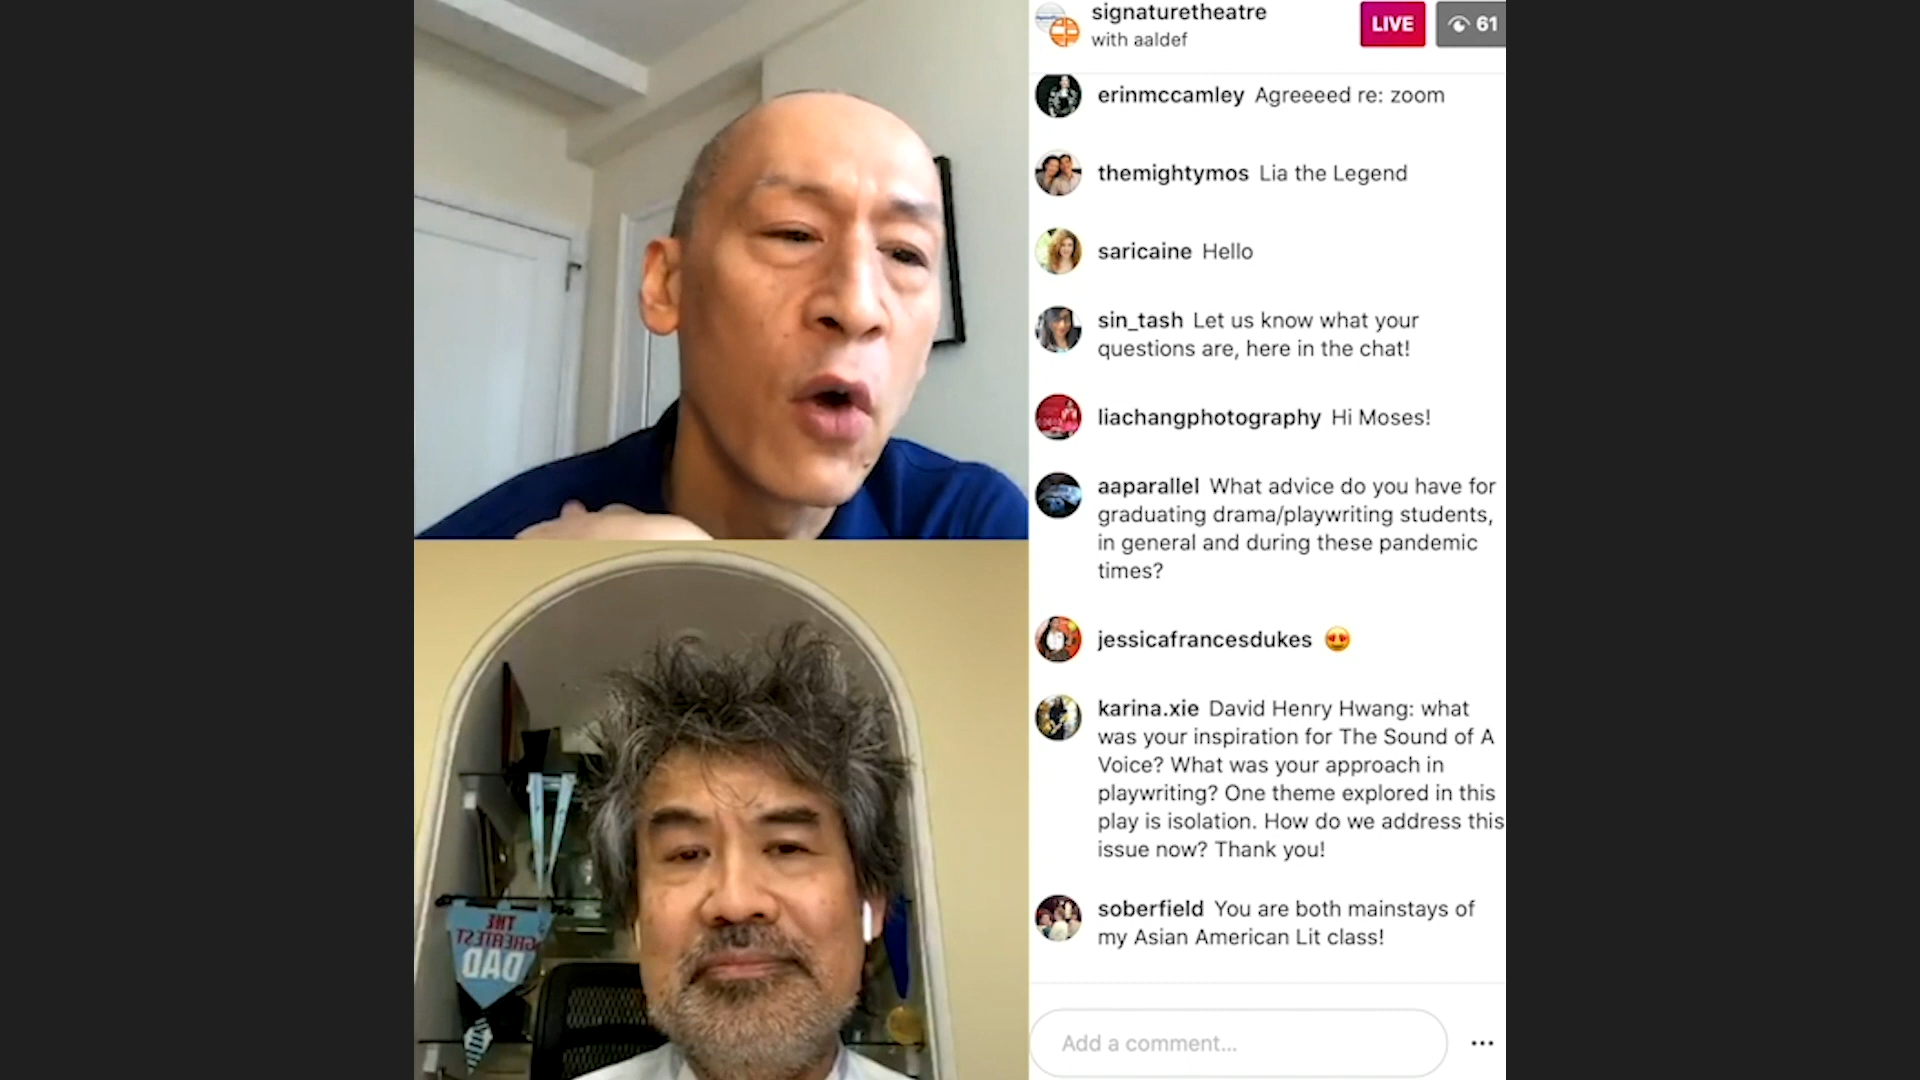 signaturetheatre
with aaldef
LIVE
61
erinmccamley Agreeeed re: zoom
themightymos Lia the Legend
saricaine Hello
sin_tash Let us know what your
questions are, here in the chat!
liachangphotography Hi Moses!
aaparallel What advice do you have for
graduating drama/playwriting students,
in general and during these pandemic
times?
jessicafrancesdukes 😍
karina.xie David Henry Hwang: what
was your inspiration for The Sound of A
Voice? What was your approach in
playwriting? One theme explored in this
play is isolation. How do we address this
issue now? Thank you!
soberfield You are both mainstays of
my Asian American Lit class!
Add a comment...
THE
GREATEST
DAD